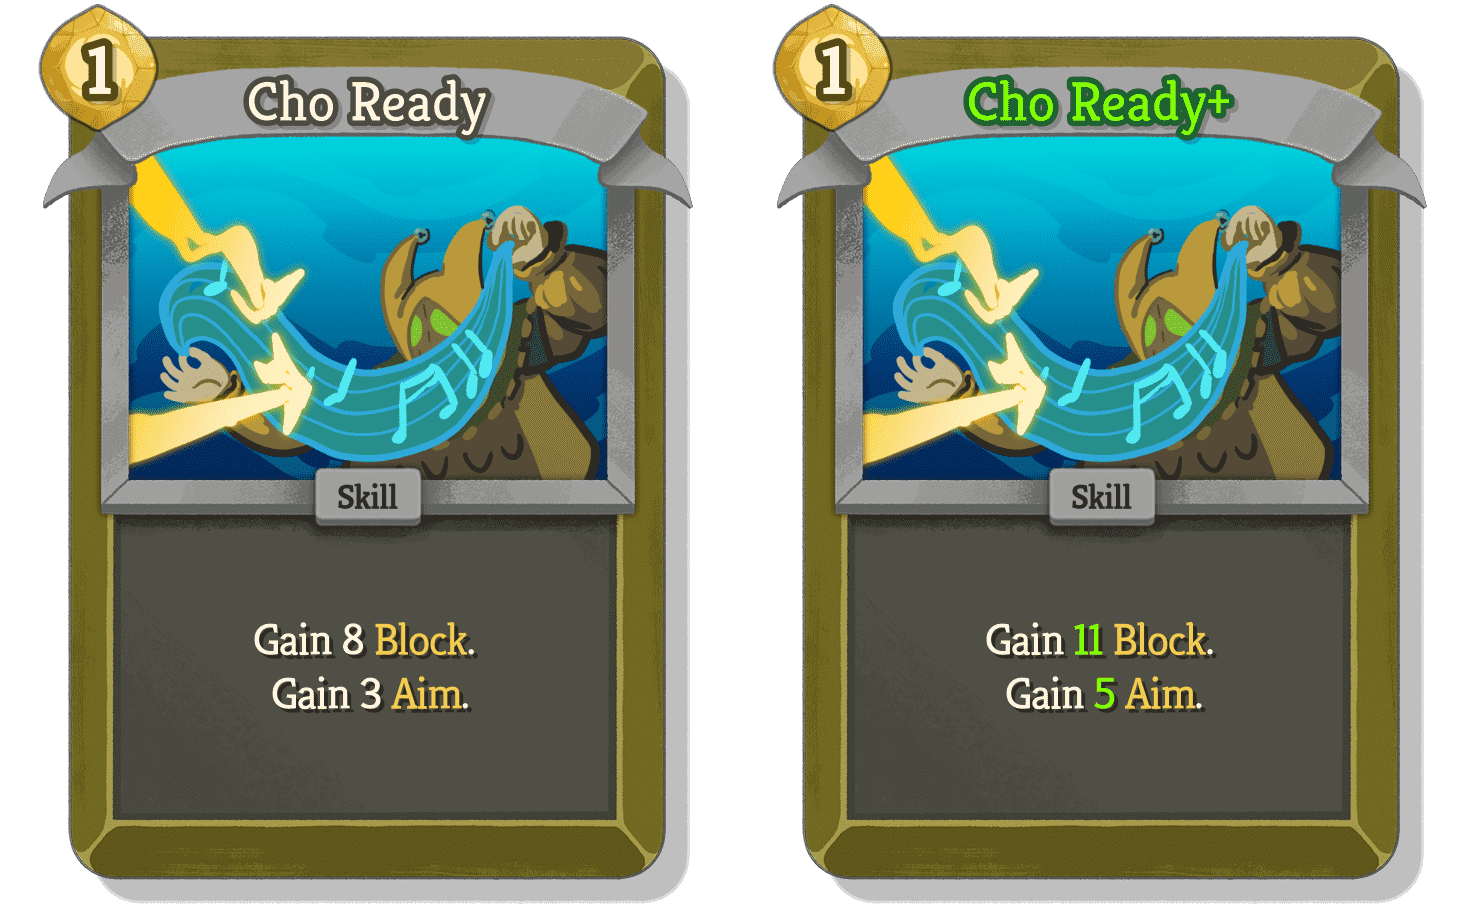 1
Cho Ready
Skill
Gain 8 Block.
Gain 3 Aim.
1
Cho Ready+
Skill
Gain 11 Block.
Gain 5 Aim.